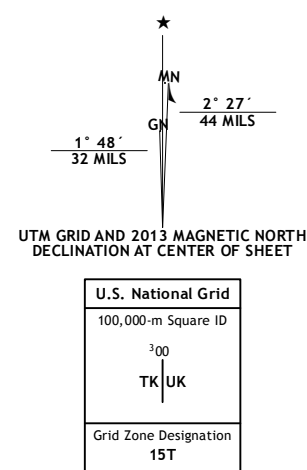 MN
2° 27´
44 MILS
GN
1° 48´
32 MILS
UTM GRID AND 2013 MAGNETIC NORTH
DECLINATION AT CENTER OF SHEET
U.S. National Grid
100,000-m Square ID
³00
TK UK
Grid Zone Designation
15T